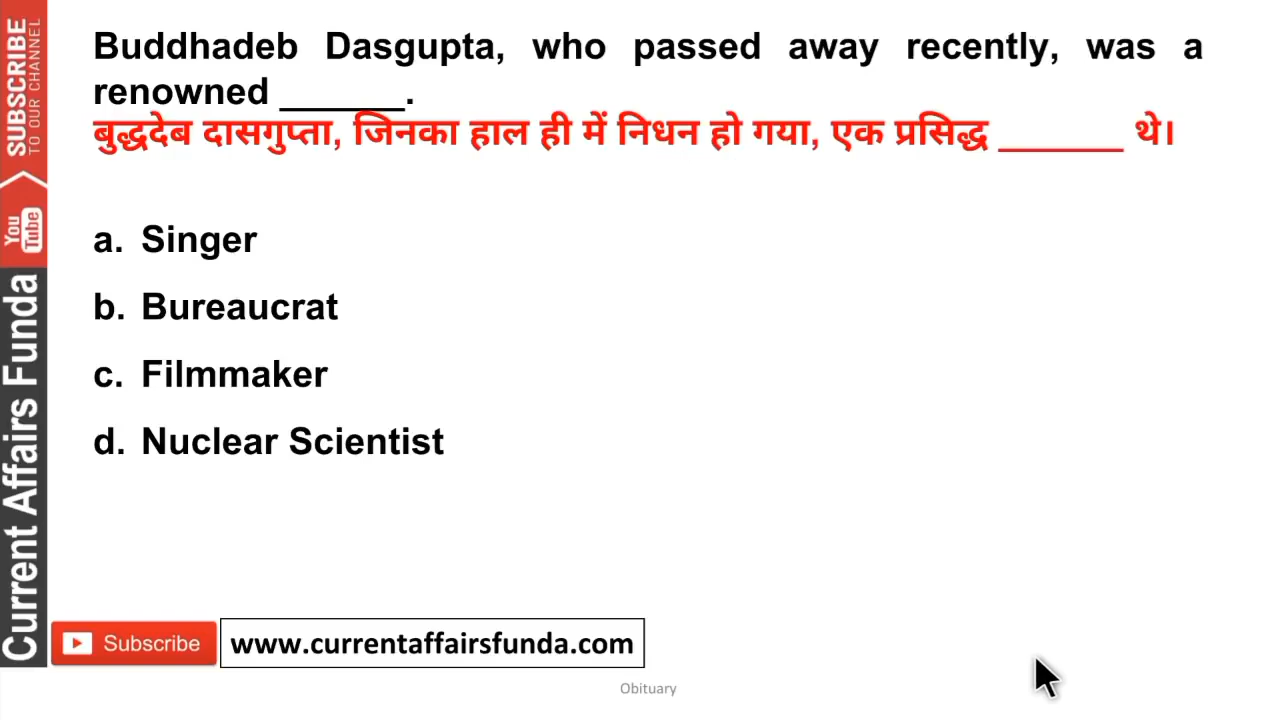 Buddhadeb Dasgupta, who passed away recently, was a
renowned ______.
बुद्धदेब दासगुप्ता, जिनका हाल ही में निधन हो गया, एक प्रसिद्ध ______ थे।
a. Singer
b. Bureaucrat
c. Filmmaker
d. Nuclear Scientist
SUBSCRIBE
TO OUR CHANNEL
You
Tube
Current Affairs Funda
Subscribe
www.currentaffairsfunda.com
Obituary